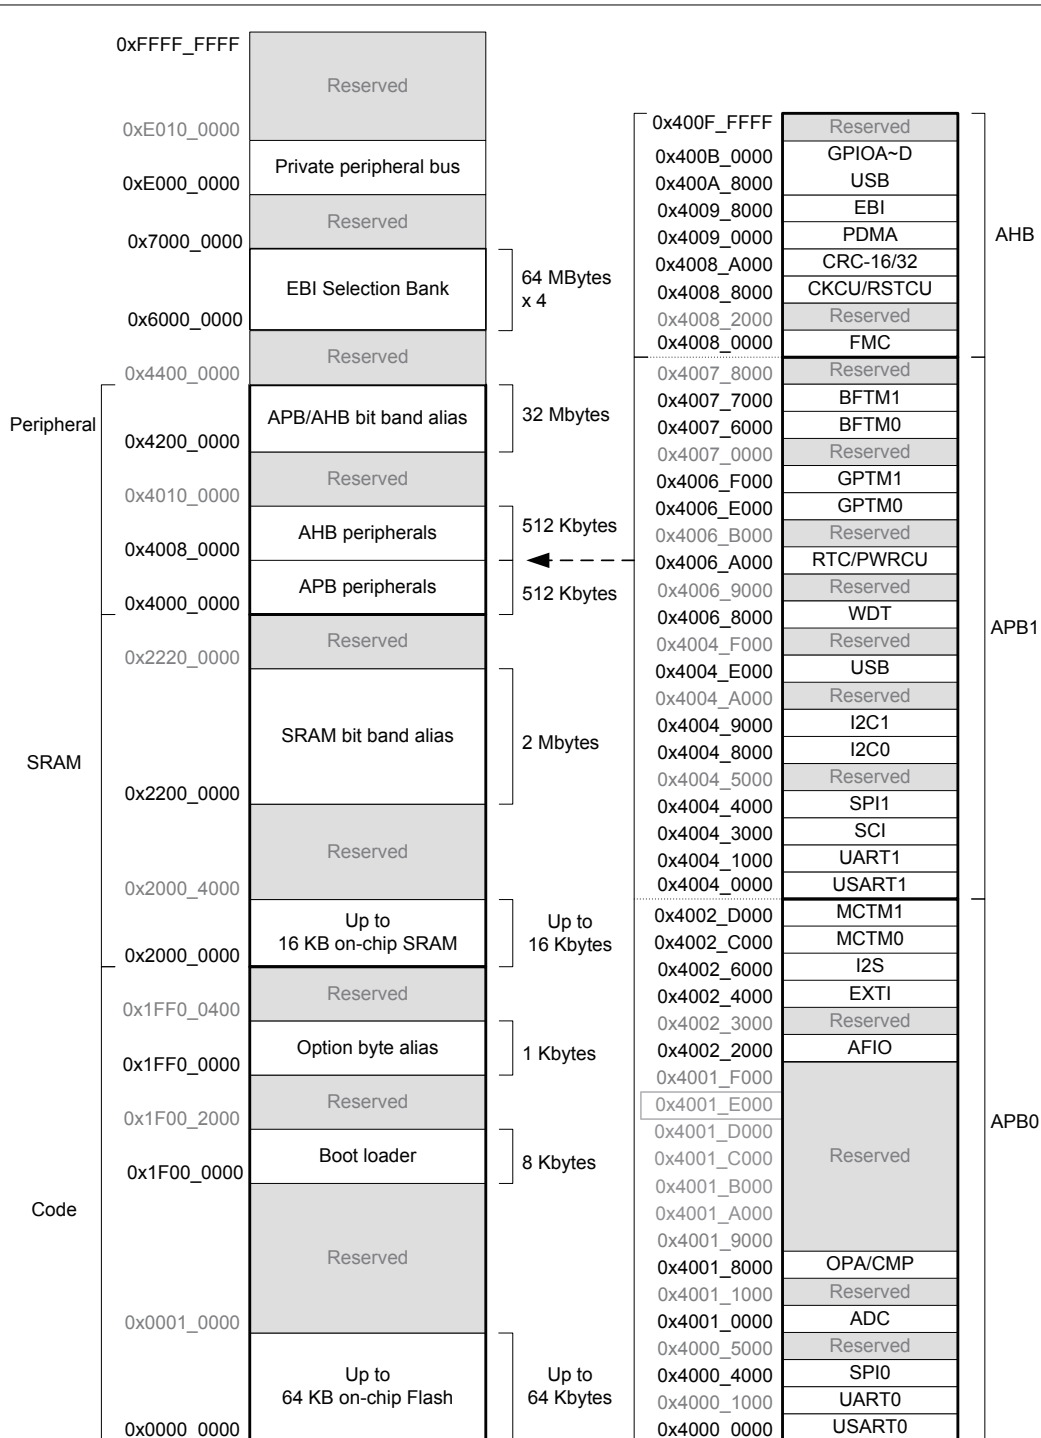 0xFFFF_FFFF
Reserved
0xE010_0000
Private peripheral bus
0xE000_0000
Reserved
0x7000_0000
EBI Selection Bank
64 MBytes
x 4
0x6000_0000
Reserved
0x4400_0000
Peripheral
APB/AHB bit band alias
32 Mbytes
0x4200_0000
Reserved
0x4010_0000
AHB peripherals
512 Kbytes
0x4008_0000
APB peripherals
512 Kbytes
0x4000_0000
Reserved
0x2220_0000
SRAM bit band alias
2 Mbytes
SRAM
0x2200_0000
Reserved
0x2000_4000
Up to
16 KB on-chip SRAM
Up to
16 Kbytes
0x2000_0000
Reserved
0x1FF0_0400
Option byte alias
1 Kbytes
0x1FF0_0000
Reserved
0x1F00_2000
Boot loader
8 Kbytes
0x1F00_0000
Code
Reserved
0x0001_0000
Up to
64 KB on-chip Flash
Up to
64 Kbytes
0x0000_0000
0x400F_FFFF
Reserved
0x400B_0000
GPIOA~D
0x400A_8000
USB
0x4009_8000
EBI
0x4009_0000
PDMA
AHB
0x4008_A000
CRC-16/32
0x4008_8000
CKCU/RSTCU
0x4008_2000
Reserved
0x4008_0000
FMC
0x4007_8000
Reserved
0x4007_7000
BFTM1
0x4007_6000
BFTM0
0x4007_0000
Reserved
0x4006_F000
GPTM1
0x4006_E000
GPTM0
0x4006_B000
Reserved
0x4006_A000
RTC/PWRCU
0x4006_9000
Reserved
0x4006_8000
WDT
APB1
0x4004_F000
Reserved
0x4004_E000
USB
0x4004_A000
Reserved
0x4004_9000
I2C1
0x4004_8000
I2C0
0x4004_5000
Reserved
0x4004_4000
SPI1
0x4004_3000
SCI
0x4004_1000
UART1
0x4004_0000
USART1
0x4002_D000
MCTM1
0x4002_C000
MCTM0
0x4002_6000
I2S
0x4002_4000
EXTI
0x4002_3000
Reserved
0x4002_2000
AFIO
0x4001_F000
0x4001_E000
APB0
0x4001_D000
0x4001_C000
Reserved
0x4001_B000
0x4001_A000
0x4001_9000
0x4001_8000
OPA/CMP
0x4001_1000
Reserved
0x4001_0000
ADC
0x4000_5000
Reserved
0x4000_4000
SPI0
0x4000_1000
UART0
0x4000_0000
USART0